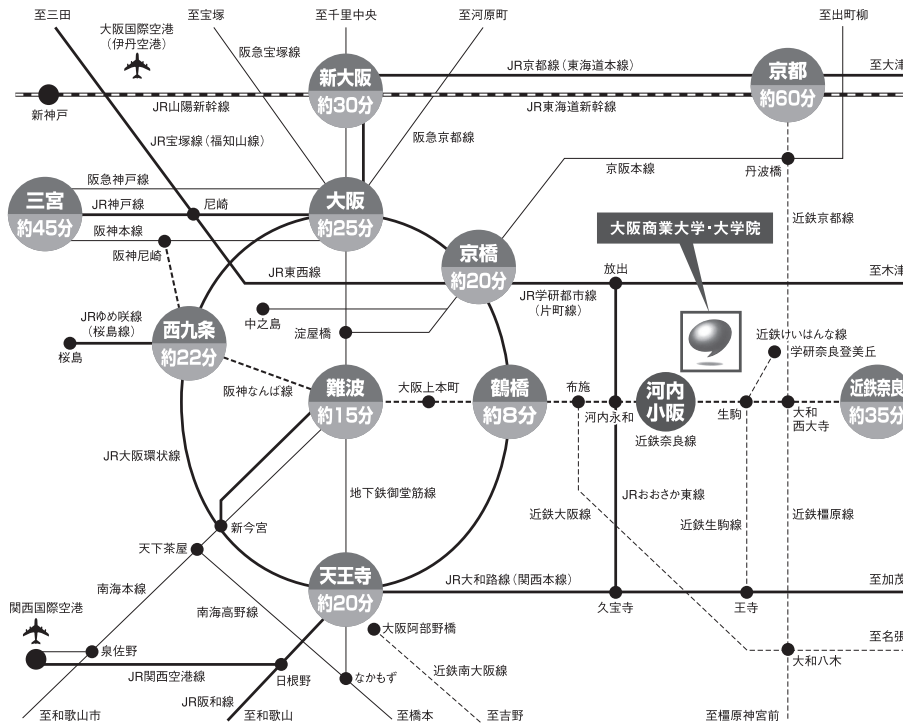 至三田
至宝塚
至千里中央
至河原町
至出町柳
大阪国際空港
(伊丹空港)
阪急宝塚線
新大阪
約30分
JR京都線(東海道本線)
京都
約60分
至大津
新神戸
JR山陽新幹線
JR東海道新幹線
JR宝塚線(福知山線)
阪急京都線
京阪本線
丹波橋
阪急神戸線
三宮
約45分
JR神戸線
尼崎
大阪
約25分
阪神本線
阪神尼崎
京橋
約20分
大阪商業大学・大学院
近鉄京都線
JR東西線
放出
至木津
JR学研都市線
(片町線)
中之島
淀屋橋
JRゆめ咲線
(桜島線)
桜島
西九条
約22分
近鉄けいはんな線
学研奈良登美丘
阪神なんば線
難波
約15分
大阪上本町
鶴橋
約8分
布施
河内永和
河内
小阪
近鉄奈良線
生駒
大和
西大寺
近鉄奈良
約35分
JR大阪環状線
地下鉄御堂筋線
近鉄大阪線
JRおおさか東線
近鉄生駒線
近鉄橿原線
新今宮
天下茶屋
天王寺
約20分
JR大和路線(関西本線)
久宝寺
王寺
至加茂
南海本線
南海高野線
関西国際空港
泉佐野
大阪阿部野橋
至名張
大和八木
JR関西空港線
日根野
なかもず
近鉄南大阪線
JR阪和線
至和歌山市
至和歌山
至橋本
至吉野
至橿原神宮前